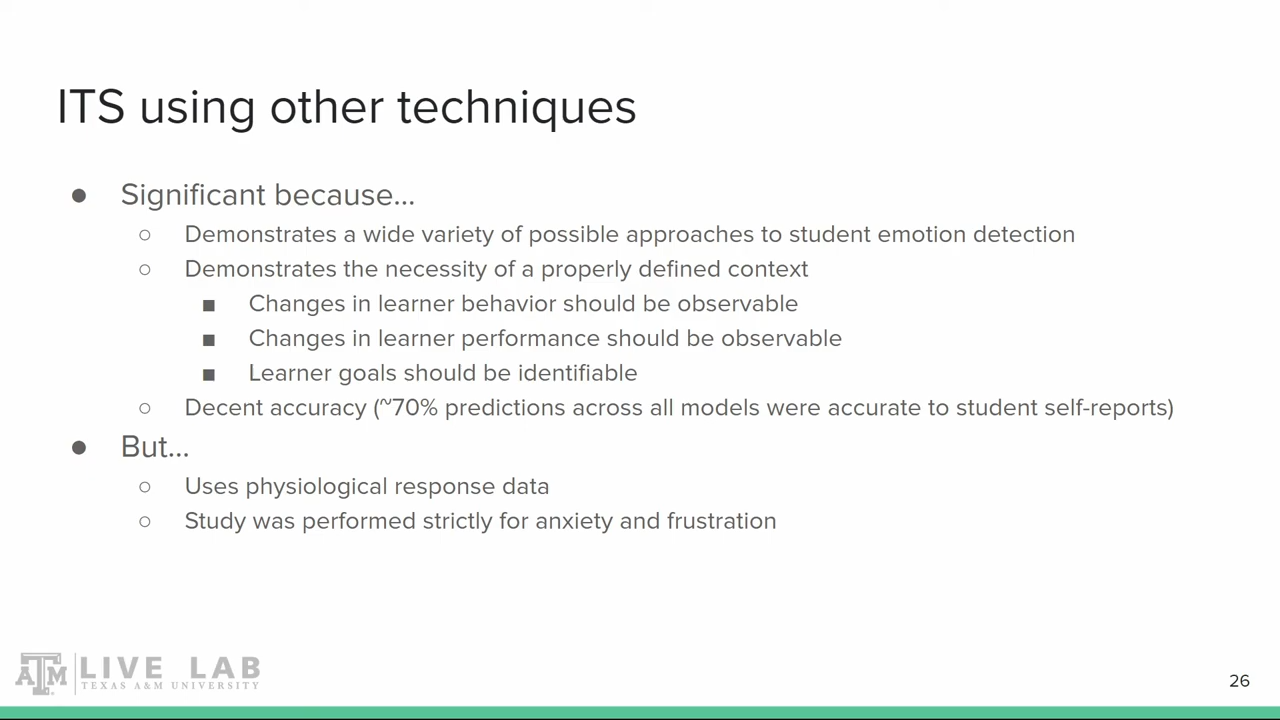 ITS using other techniques
● Significant because...
○ Demonstrates a wide variety of possible approaches to student emotion detection
○ Demonstrates the necessity of a properly defined context
■ Changes in learner behavior should be observable
■ Changes in learner performance should be observable
■ Learner goals should be identifiable
○ Decent accuracy (~70% predictions across all models were accurate to student self-reports)
● But...
○ Uses physiological response data
○ Study was performed strictly for anxiety and frustration
ATM LIVE LAB
TEXAS A&M UNIVERSITY
26